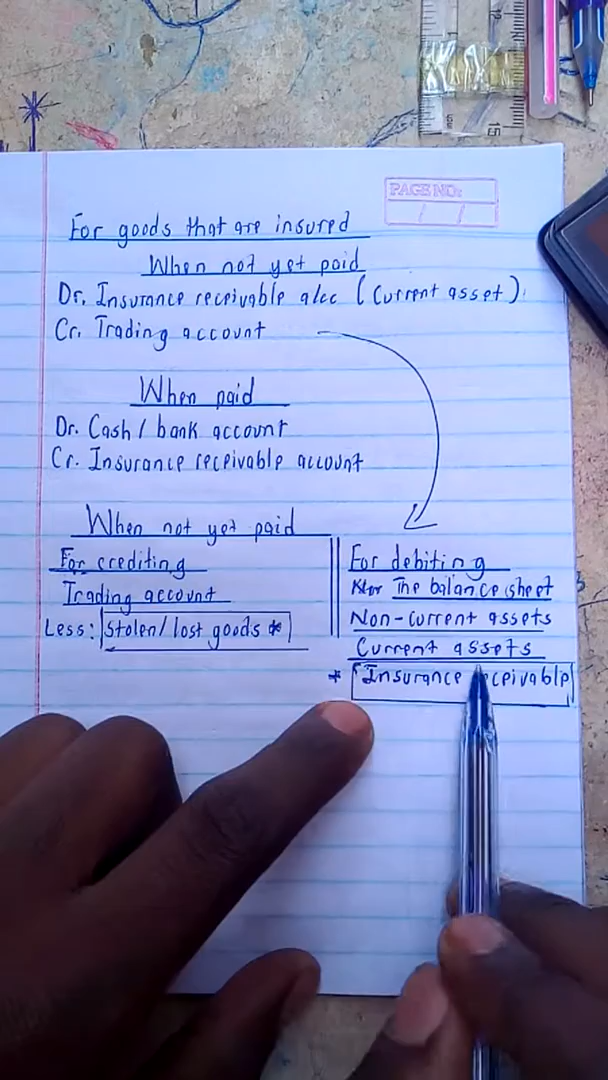 PAGE NO:
For goods that are insured
When not yet paid
Dr. Insurance receivable a/cc (Current asset).
Cr. Trading account
When paid
Dr. Cash/bank account
Cr. Insurance receivable account
When not yet paid
For crediting
Trading account
Less: Stolen/lost goods *
For debiting
The balance sheet
Non-current assets
Current assets
* Insurance receivable
15